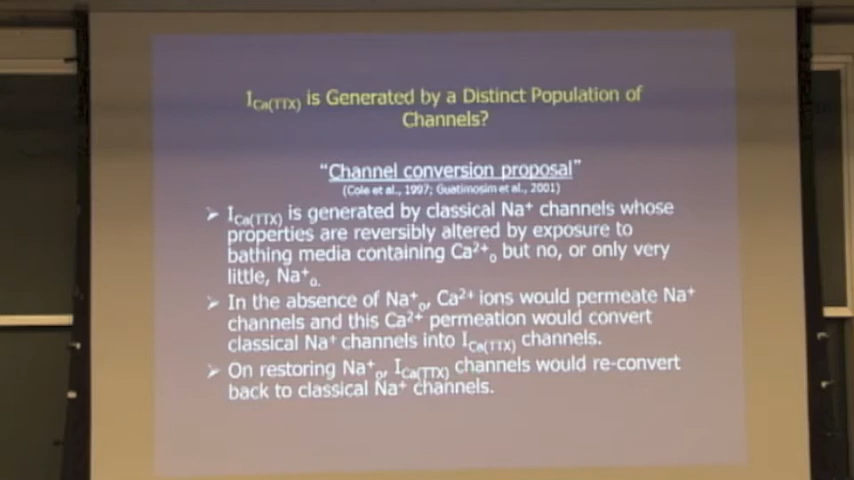 I_Ca(TTX) is Generated by a Distinct Population of
Channels?
"Channel conversion proposal"
(Cole et al., 1997; Guatimosim et al., 2001)
➢ I_Ca(TTX) is generated by classical Na⁺ channels whose
properties are reversibly altered by exposure to
bathing media containing Ca²⁺ₒ but no, or only very
little, Na⁺ₒ.
➢ In the absence of Na⁺ₒ, Ca²⁺ ions would permeate Na⁺
channels and this Ca²⁺ permeation would convert
classical Na⁺ channels into I_Ca(TTX) channels.
➢ On restoring Na⁺ₒ, I_Ca(TTX) channels would re-convert
back to classical Na⁺ channels.